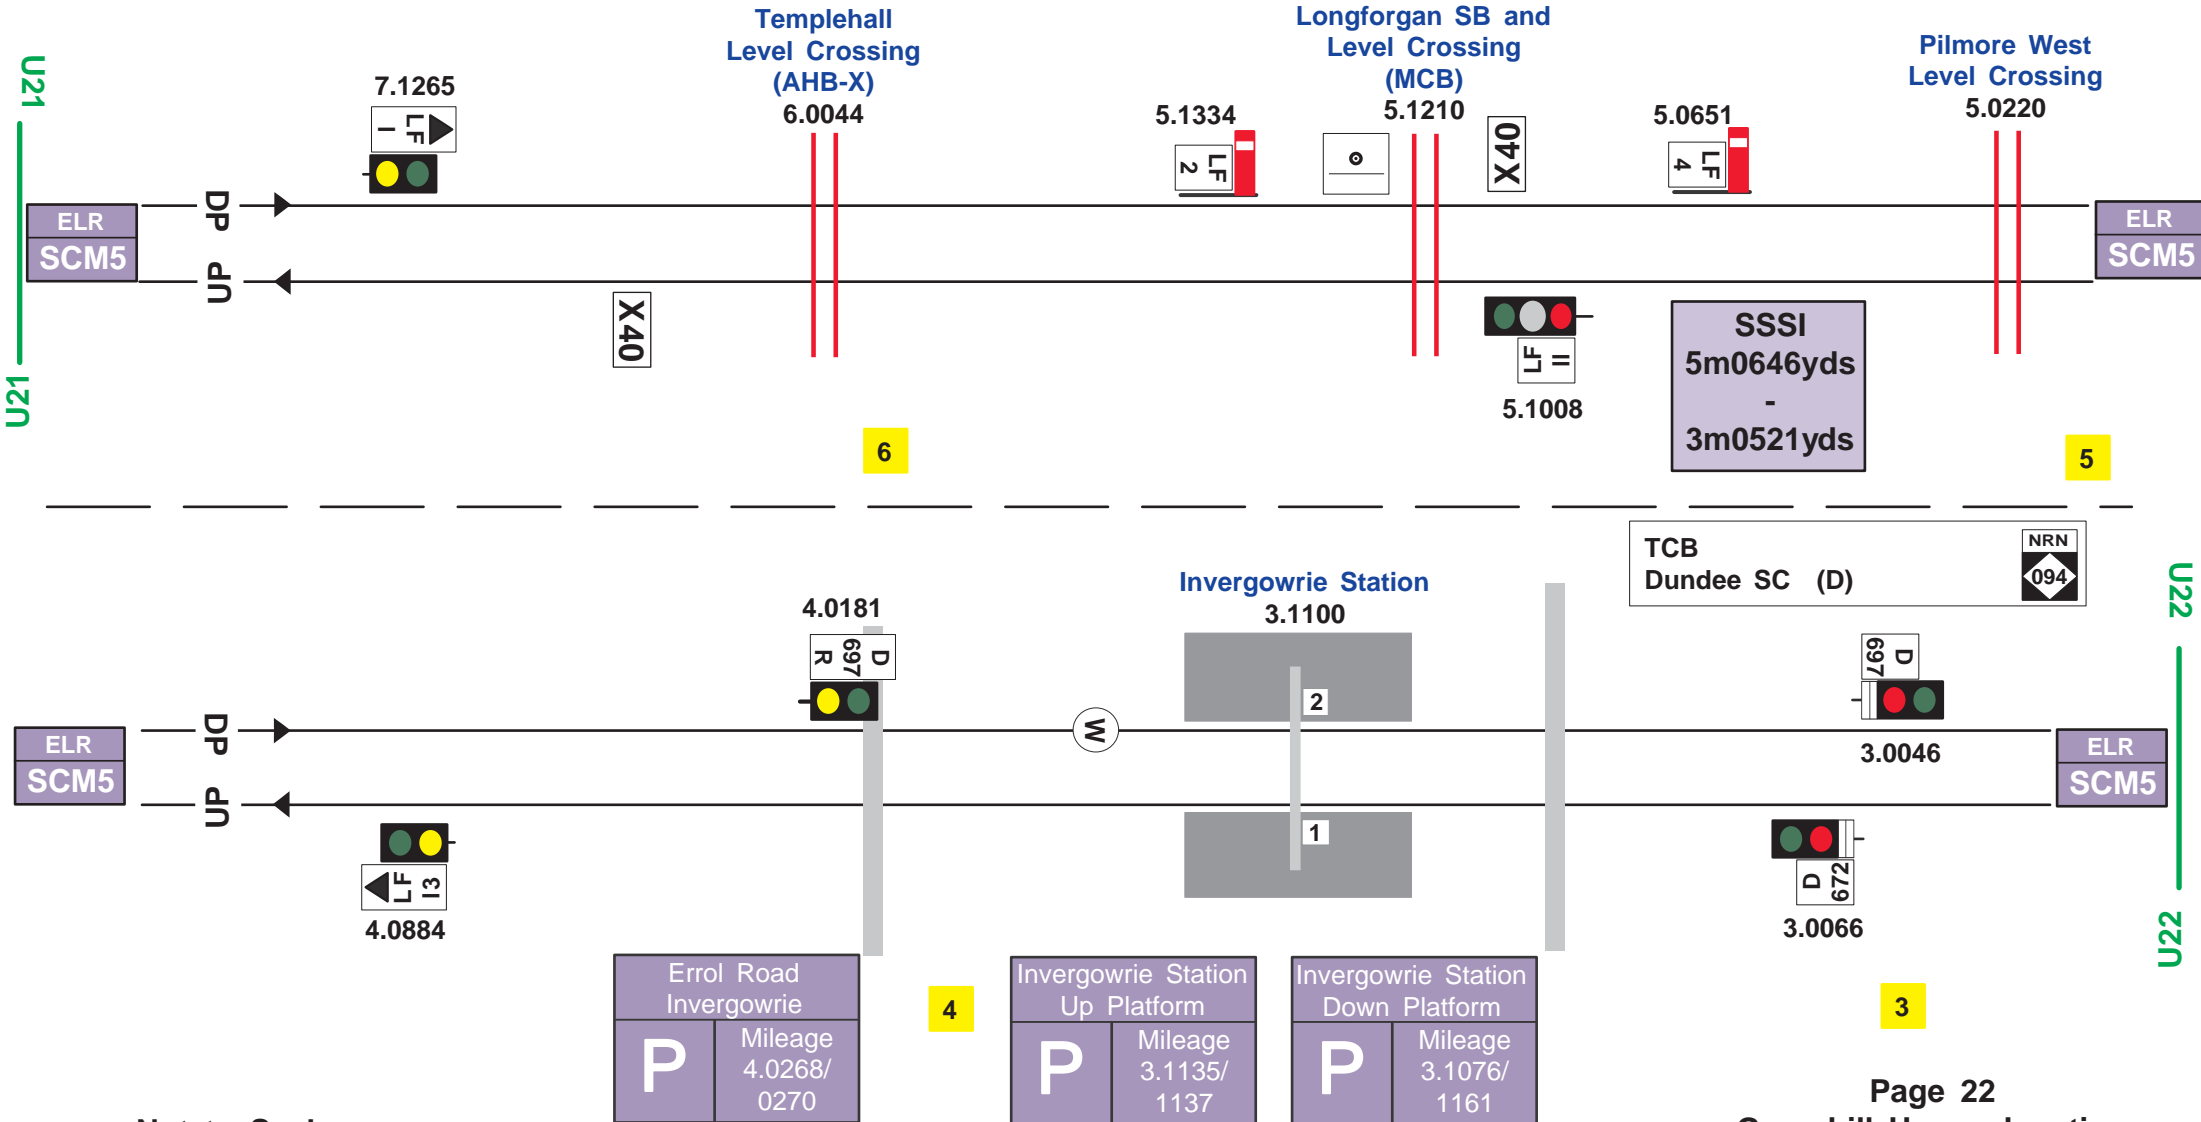 Templehall
Level Crossing
(AHB-X)
6.0044
Longforgan SB and
Level Crossing
(MCB)
5.1210
Pilmore West
Level Crossing
5.0220
U21
7.1265
LF
I
5.1334
LF
2
X40
5.0651
LF
4
ELR
SCM5
DP
UP
ELR
SCM5
X40
LF
II
5.1008
SSSI
5m0646yds
-
3m0521yds
U21
6
5
TCB
Dundee SC (D)
NRN
094
U22
Invergowrie Station
3.1100
4.0181
D
697
R
D
697
3.0046
2
W
ELR
SCM5
DP
UP
ELR
SCM5
1
LF
I3
4.0884
D
672
3.0066
U22
Errol Road
Invergowrie
P
Mileage
4.0268/
0270
4
Invergowrie Station
Up Platform
P
Mileage
3.1135/
1137
Invergowrie Station
Down Platform
P
Mileage
3.1076/
1161
3
Page 22